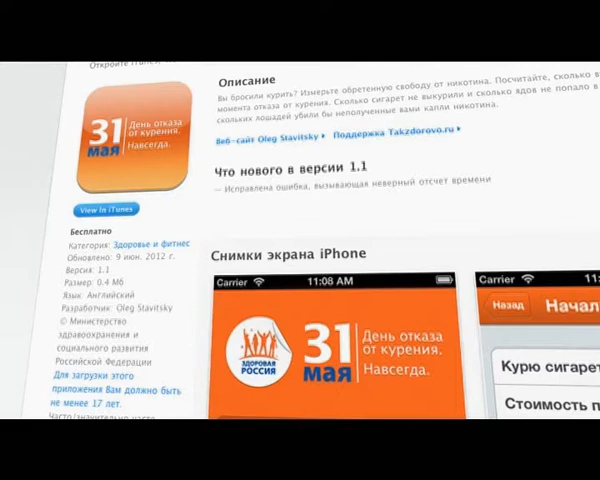 Откройте iTunes,
31 мая
День отказа
от курения.
Навсегда.
View In iTunes
Бесплатно
Категория: Здоровье и фитнес
Обновлено: 9 июн. 2012 г.
Версия: 1.1
Размер: 0.4 Мб
Язык: Английский
Разработчик: Oleg Stavitsky
© Министерство
здравоохранения и
социального развития
Российской Федерации
Для загрузки этого
приложения Вам должно быть
не менее 17 лет.
Часто/значительно часто
Описание
Вы бросили курить? Измерьте обретенную свободу от никотина. Посчитайте, сколько в
момента отказа от курения. Сколько сигарет не выкурили и сколько ядов не попало в
скольких лошадей убили бы неполученные вами капли никотина.
Веб-сайт Oleg Stavitsky Поддержка Takzdorovo.ru
Что нового в версии 1.1
— Исправлена ошибка, вызывающая неверный отсчет времени
Снимки экрана iPhone
Carrier 11:08 AM
ЗДОРОВАЯ
РОССИЯ
31 мая
День отказа
от курения.
Навсегда.
Carrier 11:
Назад Начал
Курю сигарет
Стоимость п